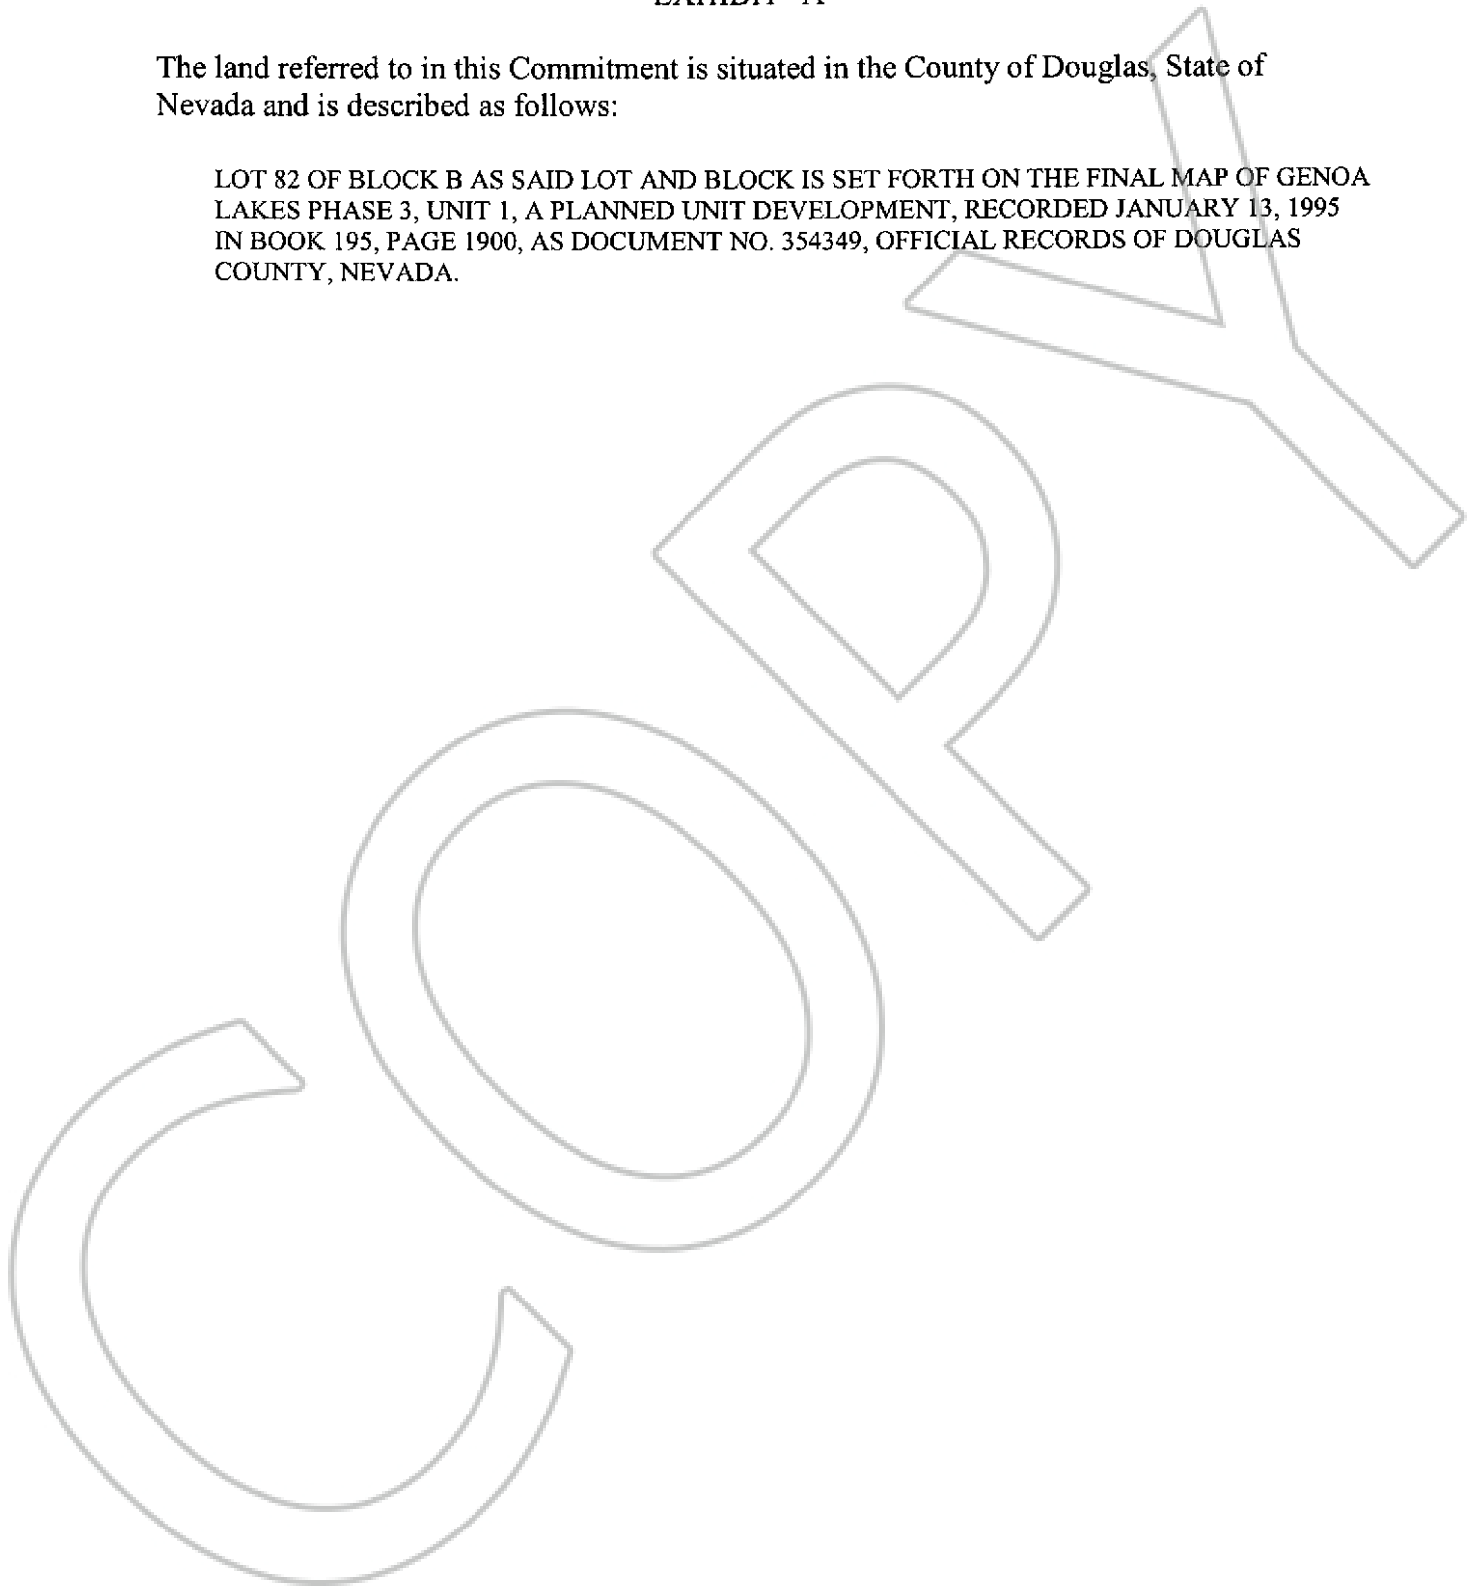 EXHIBIT "A"
The land referred to in this Commitment is situated in the County of Douglas, State of
Nevada and is described as follows:
LOT 82 OF BLOCK B AS SAID LOT AND BLOCK IS SET FORTH ON THE FINAL MAP OF GENOA
LAKES PHASE 3, UNIT 1, A PLANNED UNIT DEVELOPMENT, RECORDED JANUARY 13, 1995
IN BOOK 195, PAGE 1900, AS DOCUMENT NO. 354349, OFFICIAL RECORDS OF DOUGLAS
COUNTY, NEVADA.
COPY